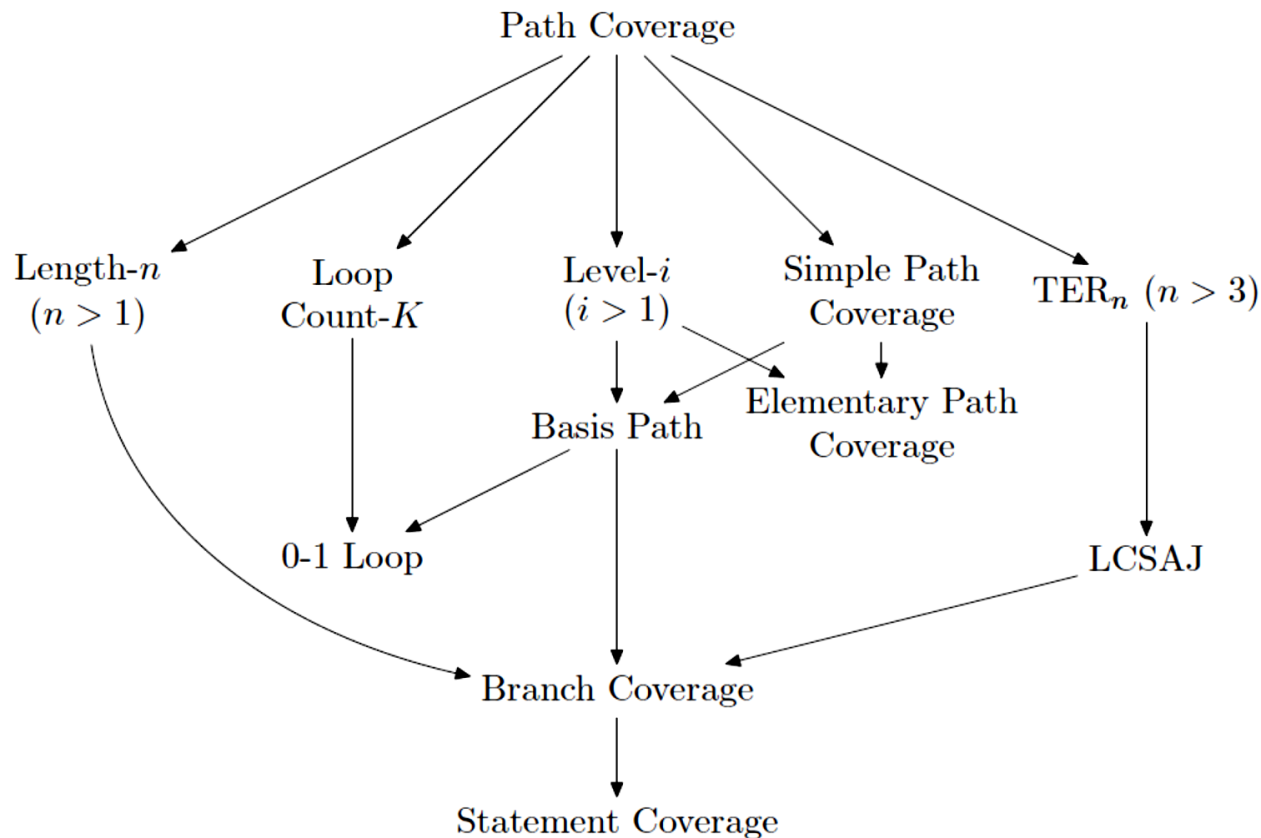 Path Coverage
Length-n
(n > 1)
Loop
Count-K
Level-i
(i > 1)
Simple Path
Coverage
TERₙ (n > 3)
Elementary Path
Coverage
Basis Path
0-1 Loop
LCSAJ
Branch Coverage
Statement Coverage